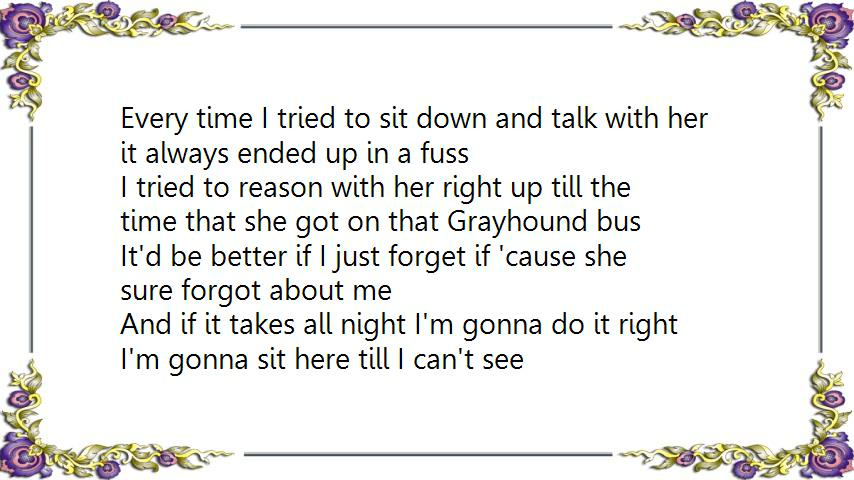 Every time I tried to sit down and talk with her
it always ended up in a fuss
I tried to reason with her right up till the
time that she got on that Grayhound bus
It'd be better if I just forget if 'cause she
sure forgot about me
And if it takes all night I'm gonna do it right
I'm gonna sit here till I can't see